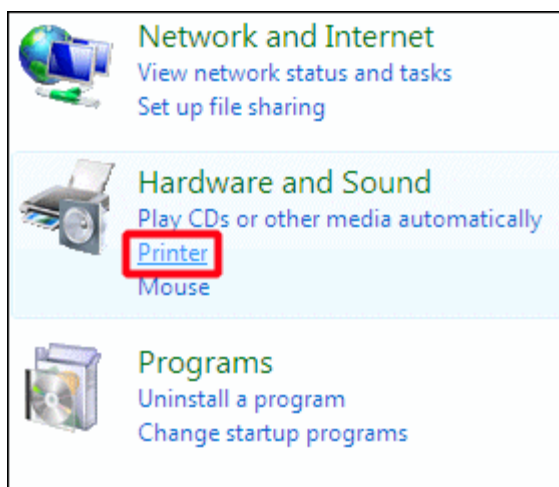 Network and Internet
View network status and tasks
Set up file sharing
Hardware and Sound
Play CDs or other media automatically
Printer
Mouse
Programs
Uninstall a program
Change startup programs